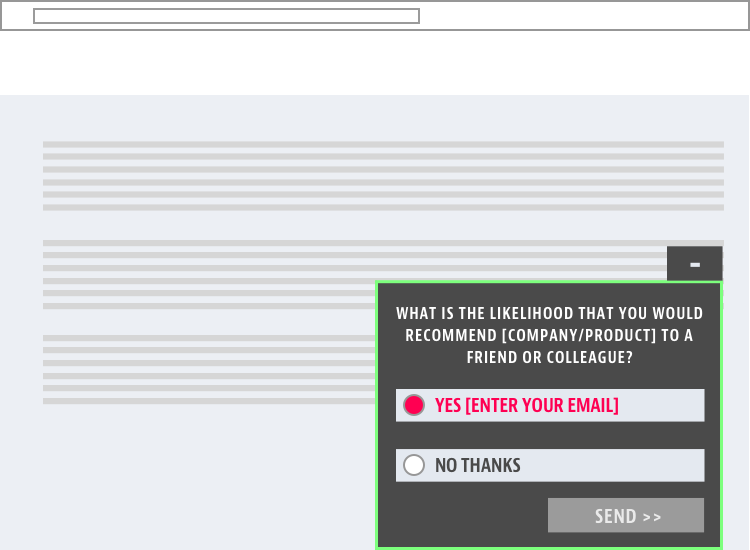 -
WHAT IS THE LIKELIHOOD THAT YOU WOULD
RECOMMEND [COMPANY/PRODUCT] TO A
FRIEND OR COLLEAGUE?
YES [ENTER YOUR EMAIL]
NO THANKS
SEND >>